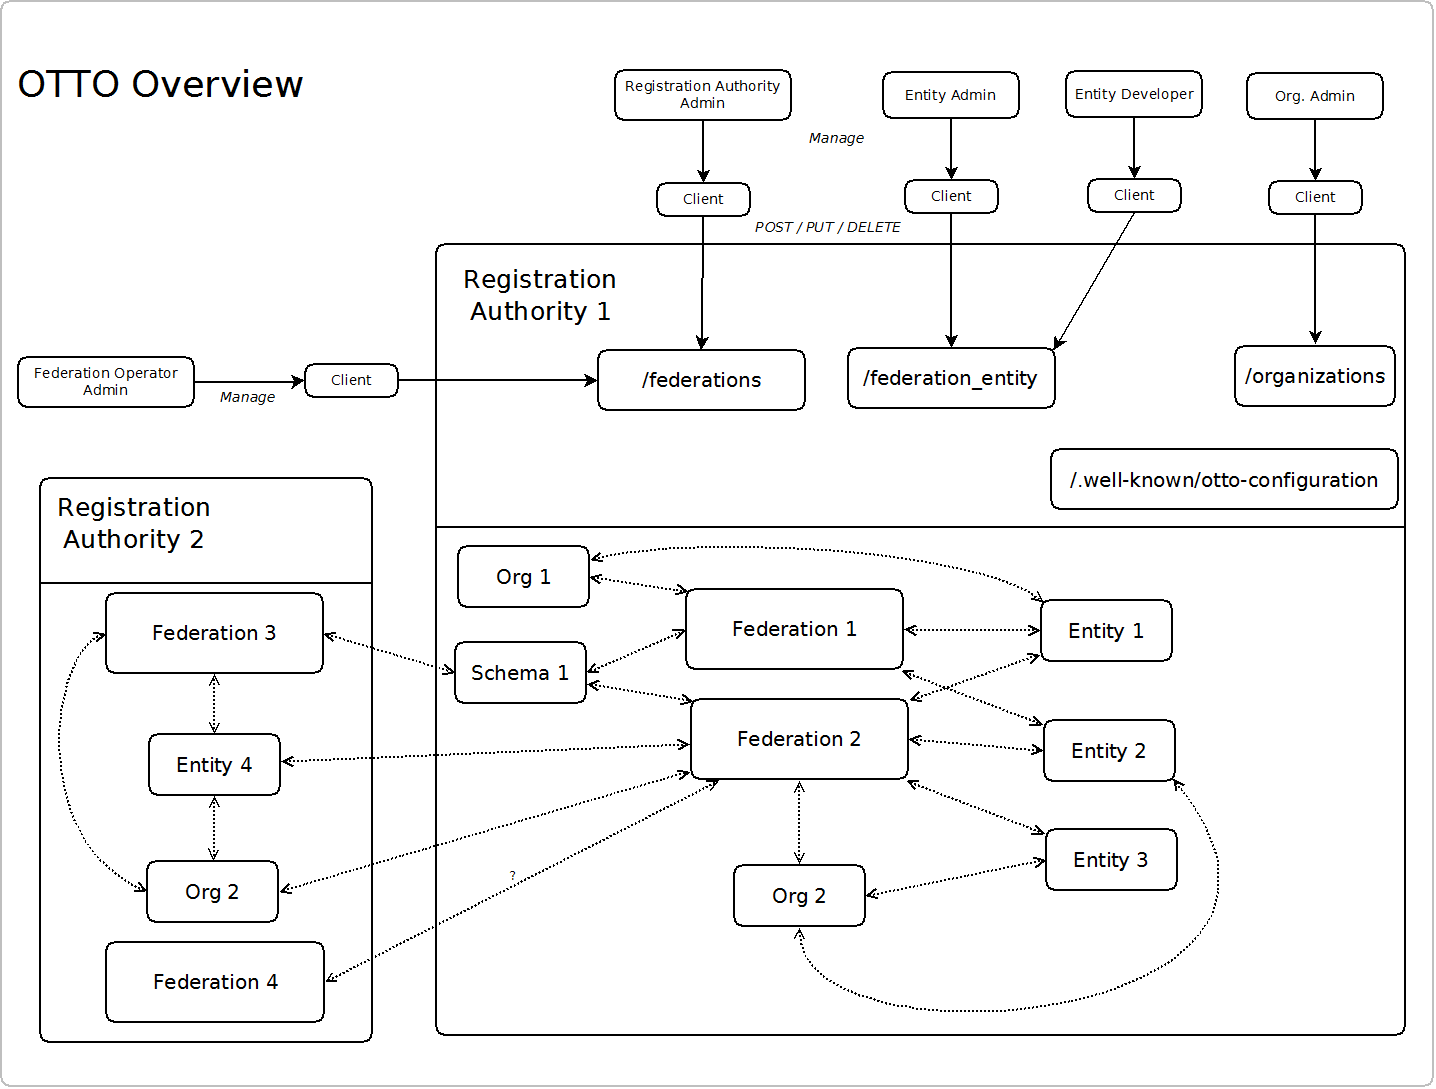 OTTO Overview
Registration Authority
Admin
Entity Admin
Entity Developer
Org. Admin
Manage
Client
Client
Client
Client
POST / PUT / DELETE
Registration
Authority 1
Federation Operator
Admin
Manage
Client
/federations
/federation_entity
/organizations
/.well-known/otto-configuration
Registration
Authority 2
Federation 3
Entity 4
Org 2
Federation 4
?
Org 1
Schema 1
Federation 1
Federation 2
Org 2
Entity 1
Entity 2
Entity 3